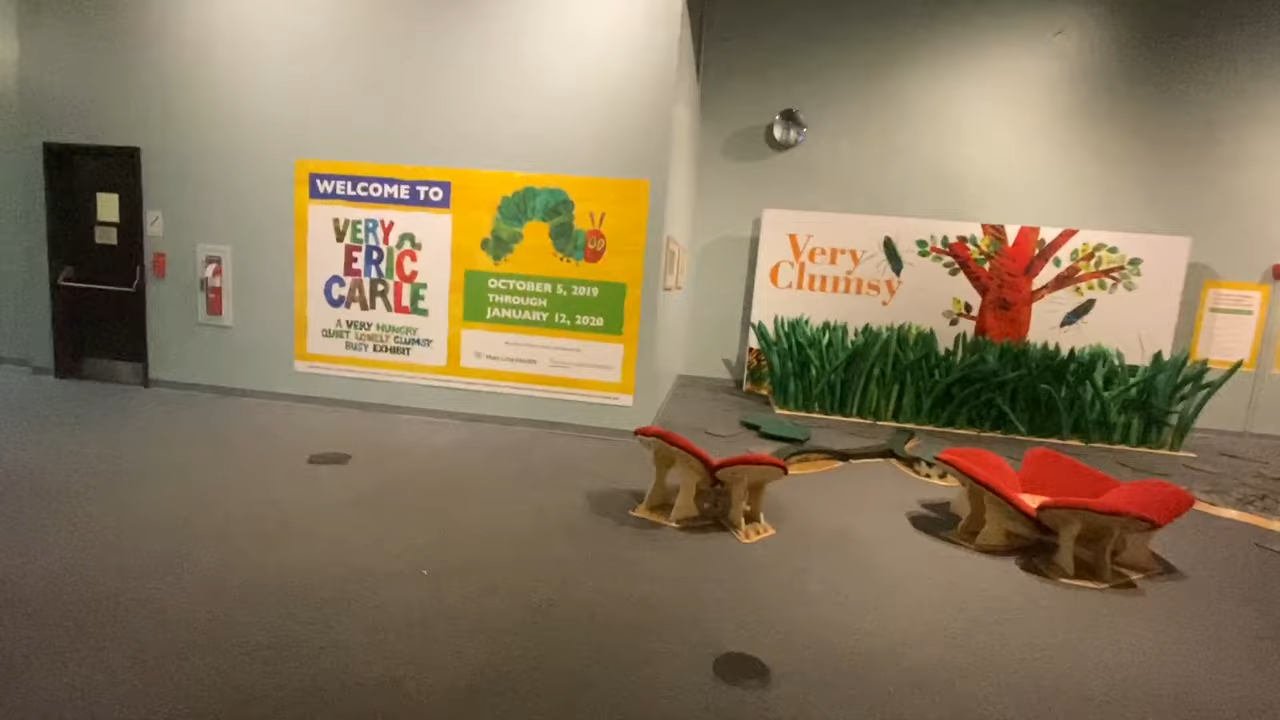 WELCOME TO
VERY
ERIC
CARLE
A VERY HUNGRY
QUIET, LONELY, CLUMSY
BUSY EXHIBIT
OCTOBER 5, 2019
THROUGH
JANUARY 12, 2020
Very
Clumsy